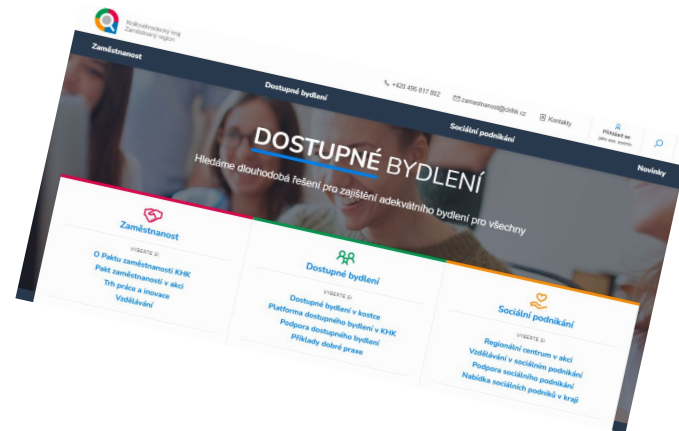 Královéhradecký kraj
Zaměstnaný region
+420 495 817 802
zamestnanost@cirihk.cz
Kontakty
Přihlásit se
Zaměstnanost
Dostupné bydlení
Sociální podnikání
Novinky
DOSTUPNÉ BYDLENÍ
Hledáme dlouhodobá řešení pro zajištění adekvátního bydlení pro všechny
Zaměstnanost
VYBERTE SI
O Paktu zaměstnanosti KHK
Pakt zaměstnanosti v akci
Trh práce a inovace
Vzdělávání
Dostupné bydlení
VYBERTE SI
Dostupné bydlení v kostce
Platforma dostupného bydlení v KHK
Podpora dostupného bydlení
Příklady dobré praxe
Sociální podnikání
VYBERTE SI
Regionální centrum v akci
Vzdělávání v sociálním podnikání
Podpora sociálního podnikání
Nabídka sociálních podniků v kraji